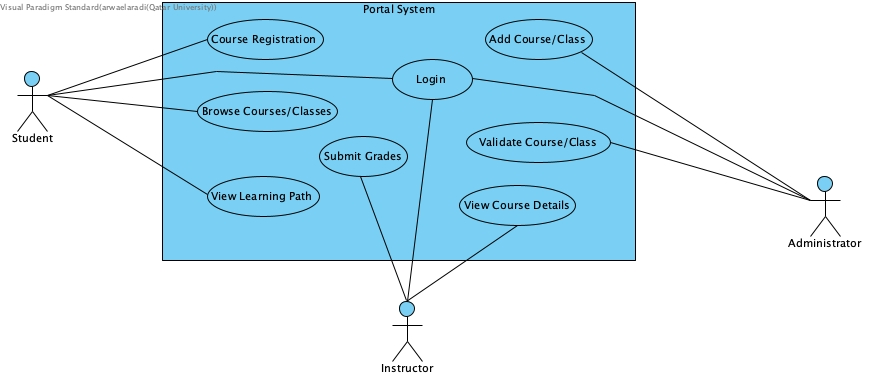 Visual Paradigm Standard(arwaelaradi(Qatar University))
Portal System
Course Registration
Add Course/Class
Login
Browse Courses/Classes
Validate Course/Class
Submit Grades
Student
View Learning Path
View Course Details
Administrator
Instructor